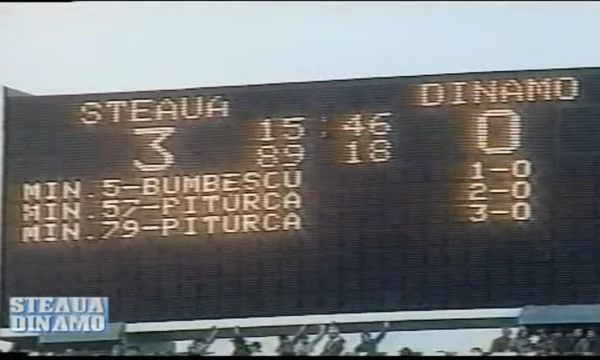 STEAUA DINAMO
3 15:46 0
89 18
MIN.5-BUMBESCU 1-0
MIN.57-PITURCA 2-0
MIN.79-PITURCA 3-0
STEAUA
DINAMO